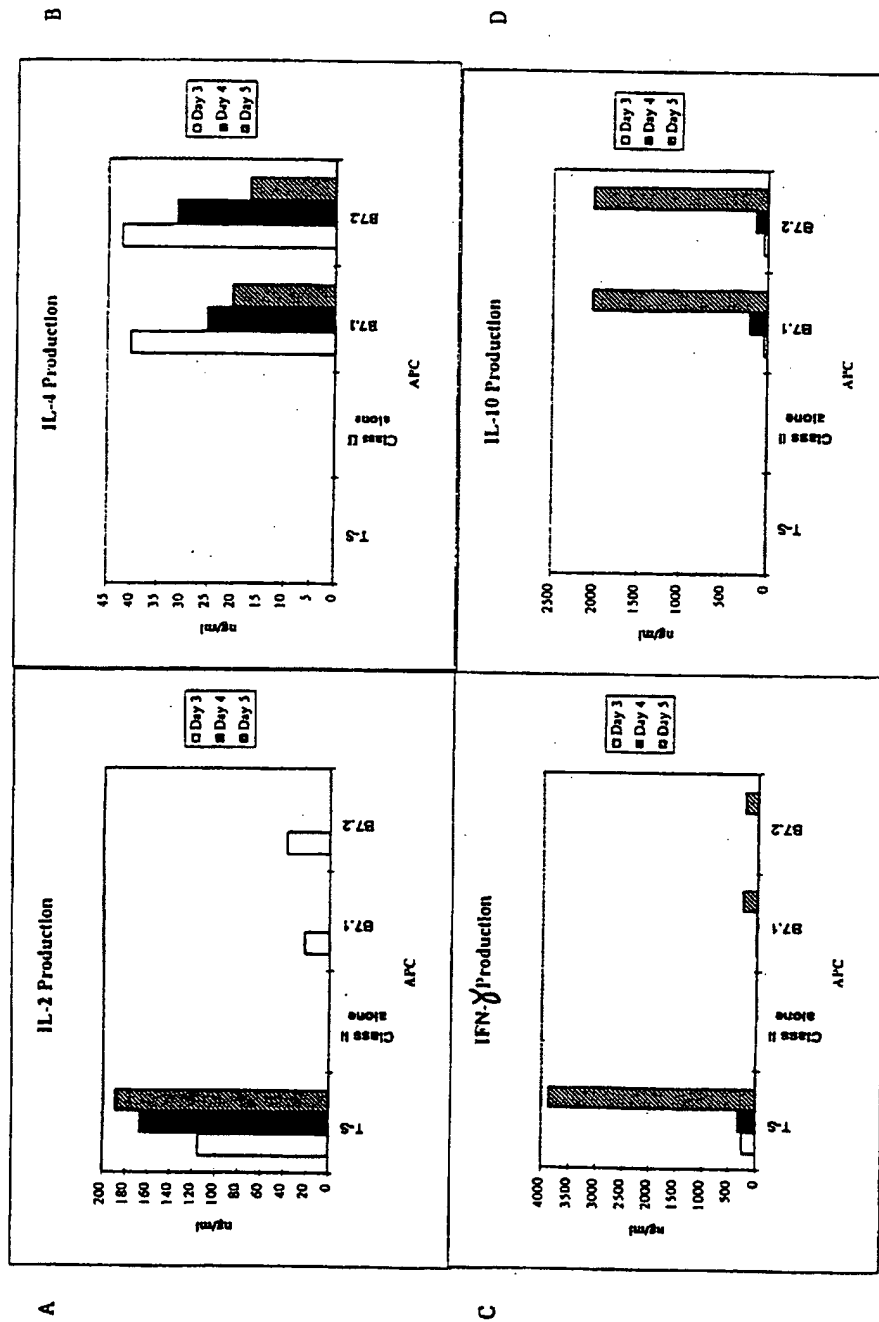 A
IL-2 Production
200
180
160
140
120
100
80
60
40
20
0
ng/ml
T-S
Class II
alone
B7.1
B7.2
APC
Day 3
Day 4
Day 5
B
IL-4 Production
45
40
35
30
25
20
15
10
5
0
ng/ml
T-S
Class II
alone
B7.1
B7.2
APC
Day 3
Day 4
Day 5
C
IFN-γ Production
4000
3500
3000
2500
2000
1500
1000
500
0
ng/ml
T-S
Class II
alone
B7.1
B7.2
APC
Day 3
Day 4
Day 5
D
IL-10 Production
2500
2000
1500
1000
500
0
ng/ml
T-S
Class II
alone
B7.1
B7.2
APC
Day 3
Day 4
Day 5